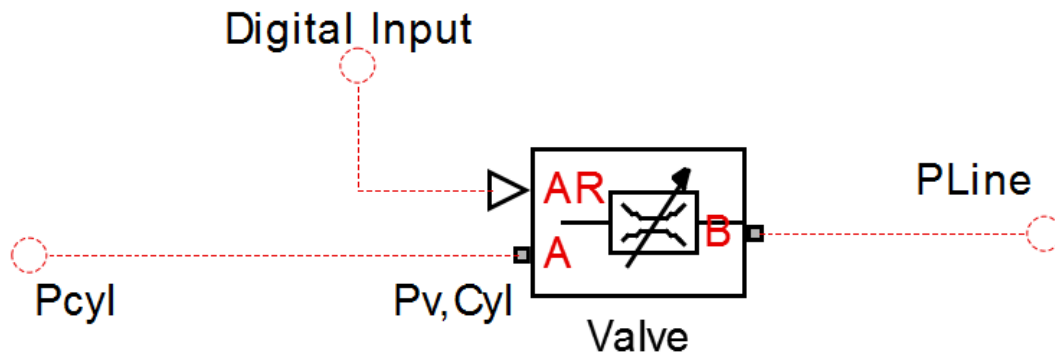 Digital Input
AR
PLine
B
A
Pcyl
Pv,Cyl
Valve